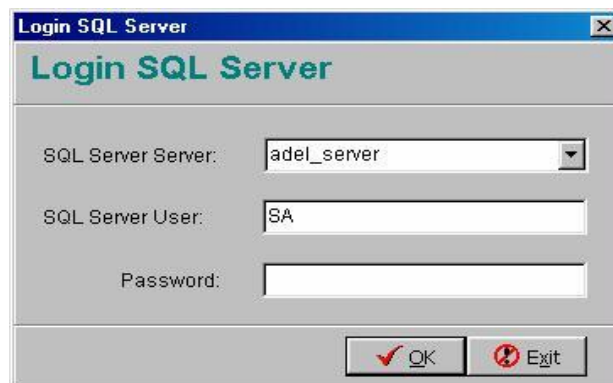 Login SQL Server
Login SQL Server
SQL Server Server: adel_server
SQL Server User: SA
Password:
OK Exit